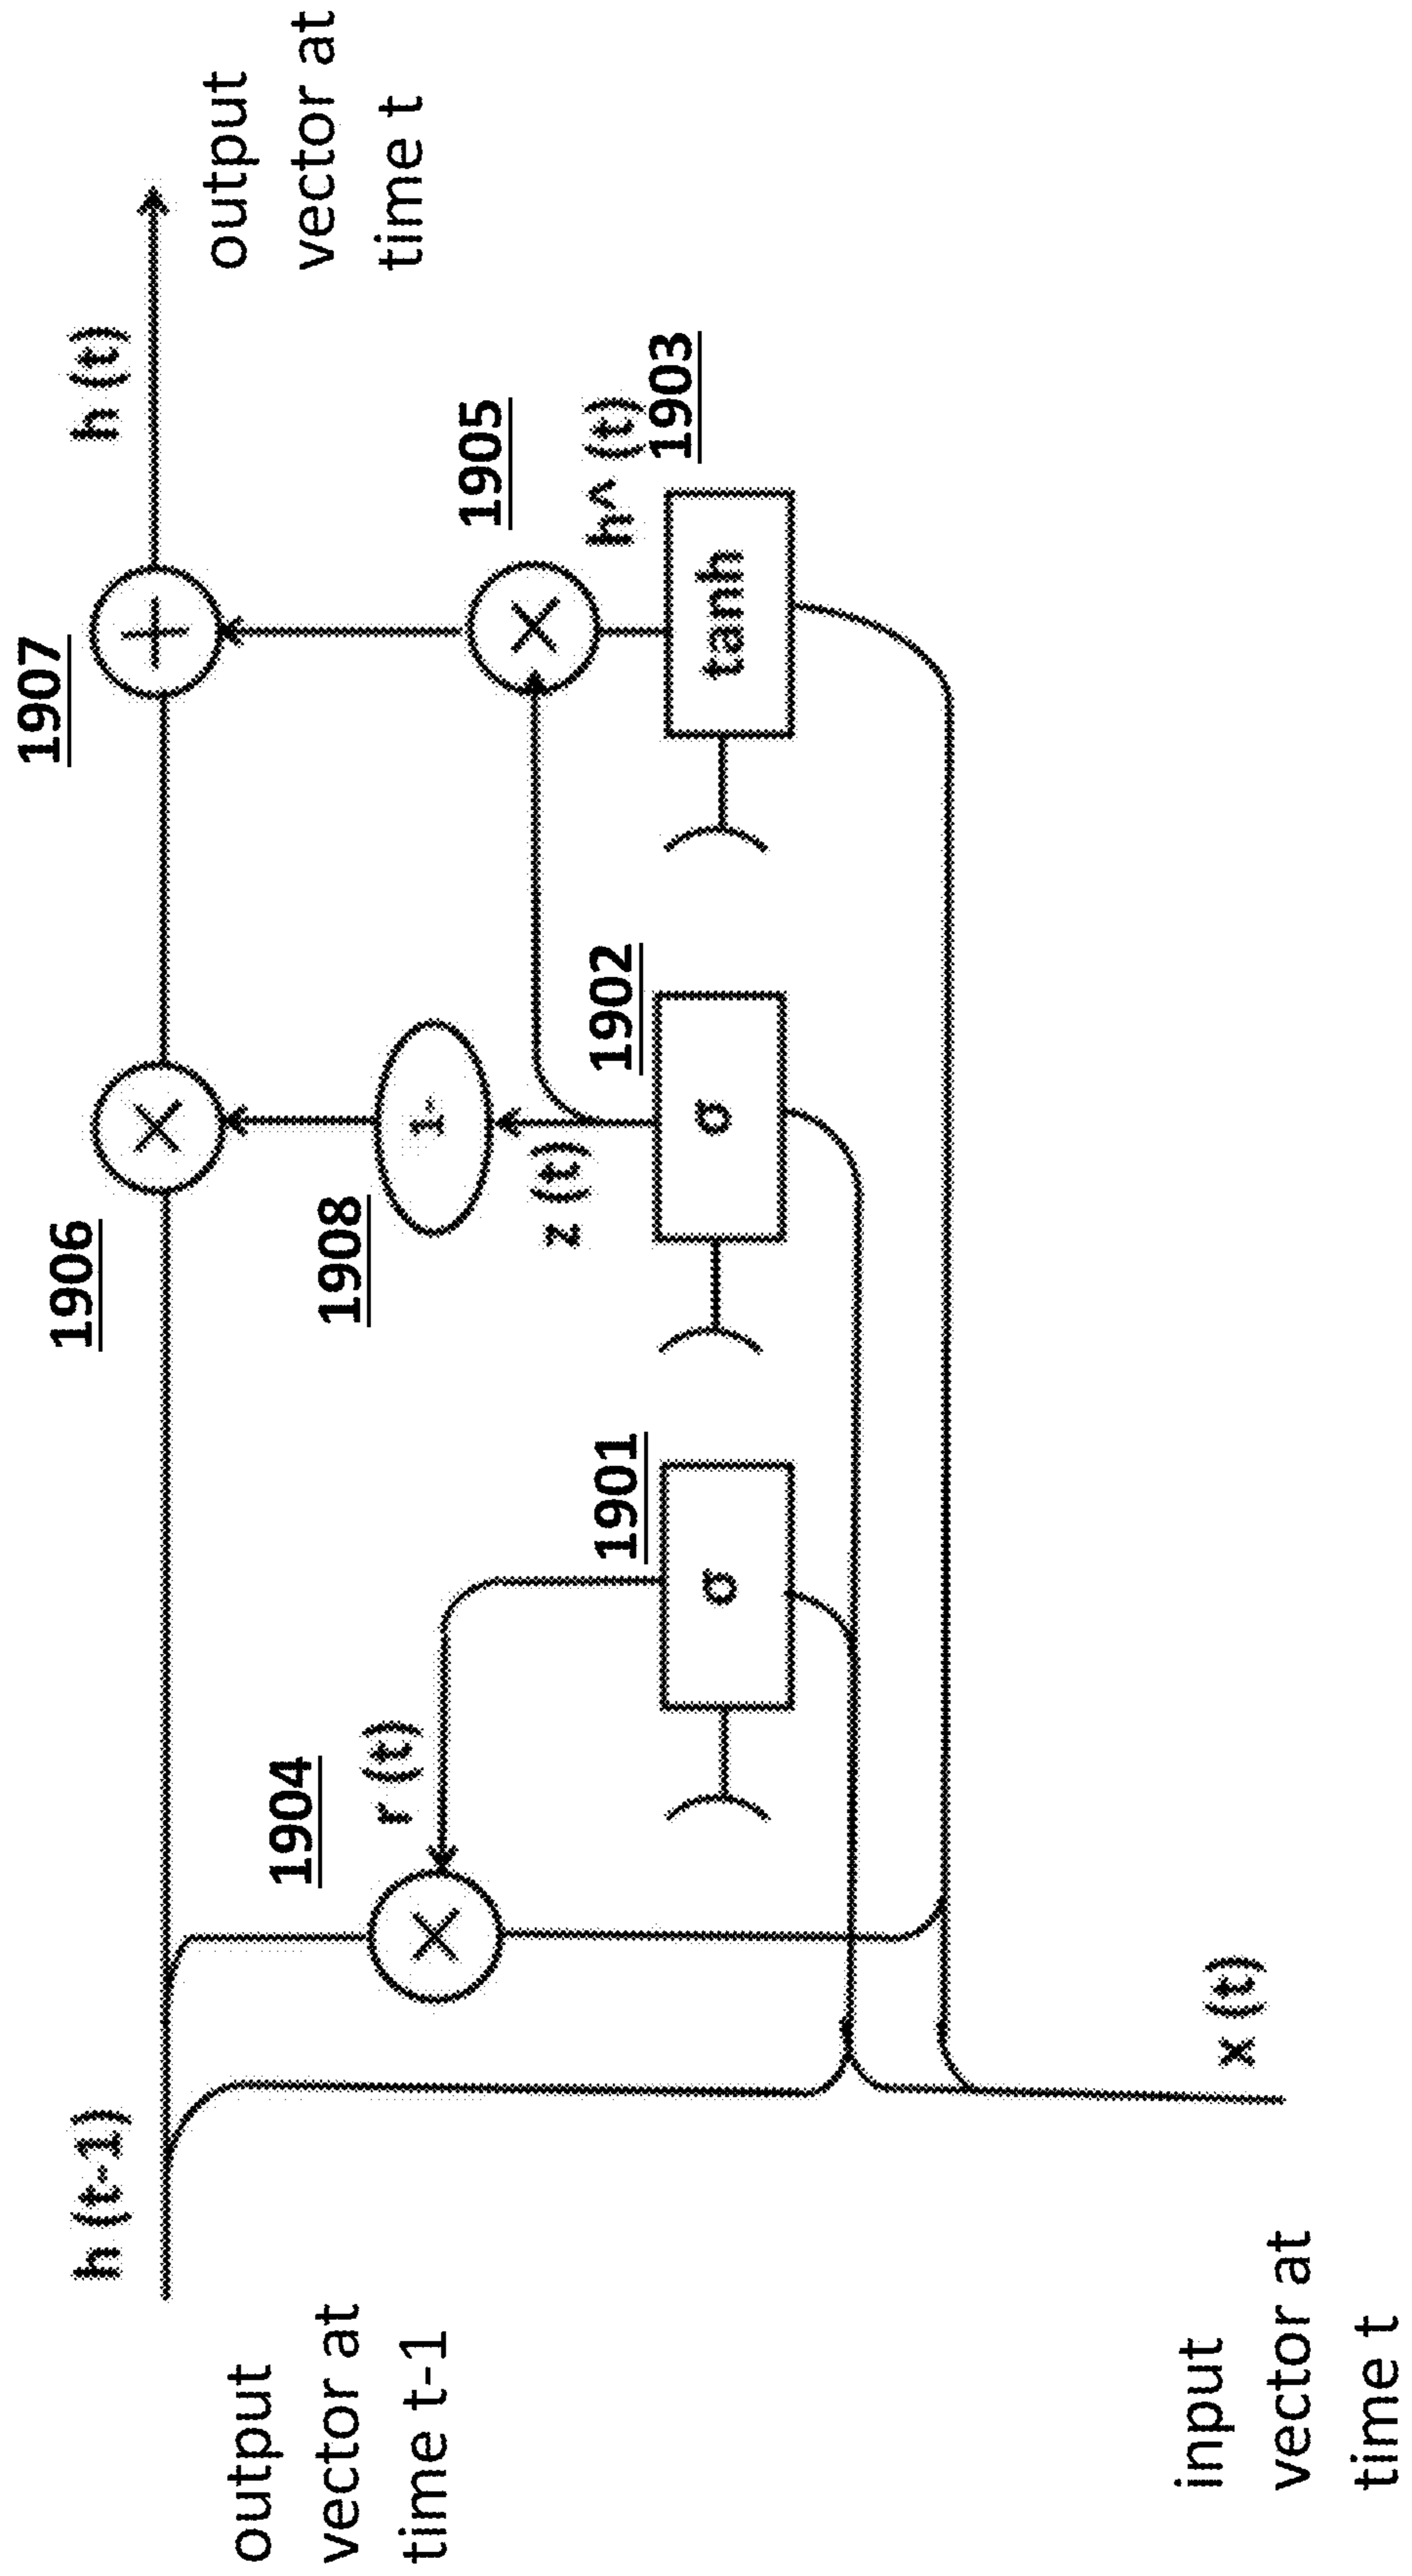 h (t-1)
output
vector at
time t-1
1906
×
1907
+
h (t)
output
vector at
time t
1904
×
r (t)
1908
1-
z (t)
1905
×
h^ (t)
1901
σ
1902
σ
1903
tanh
x (t)
input
vector at
time t